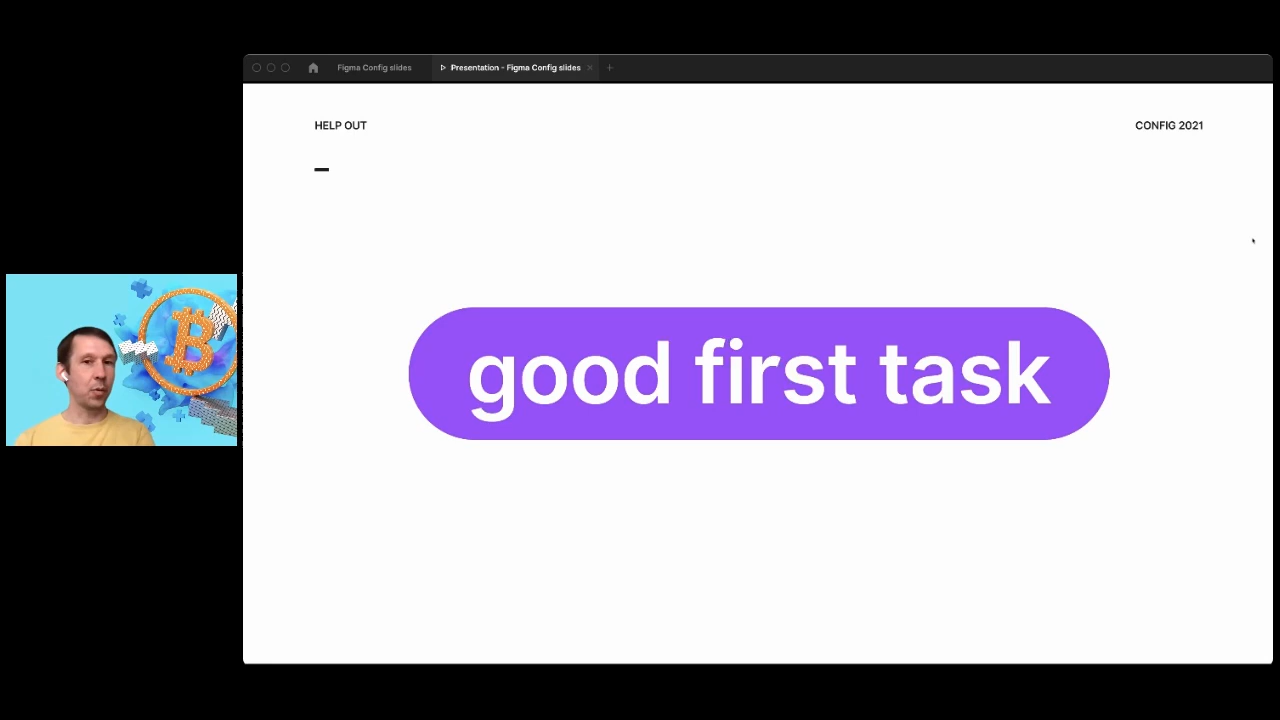 Figma Config slides
Presentation - Figma Config slides
HELP OUT
CONFIG 2021
good first task